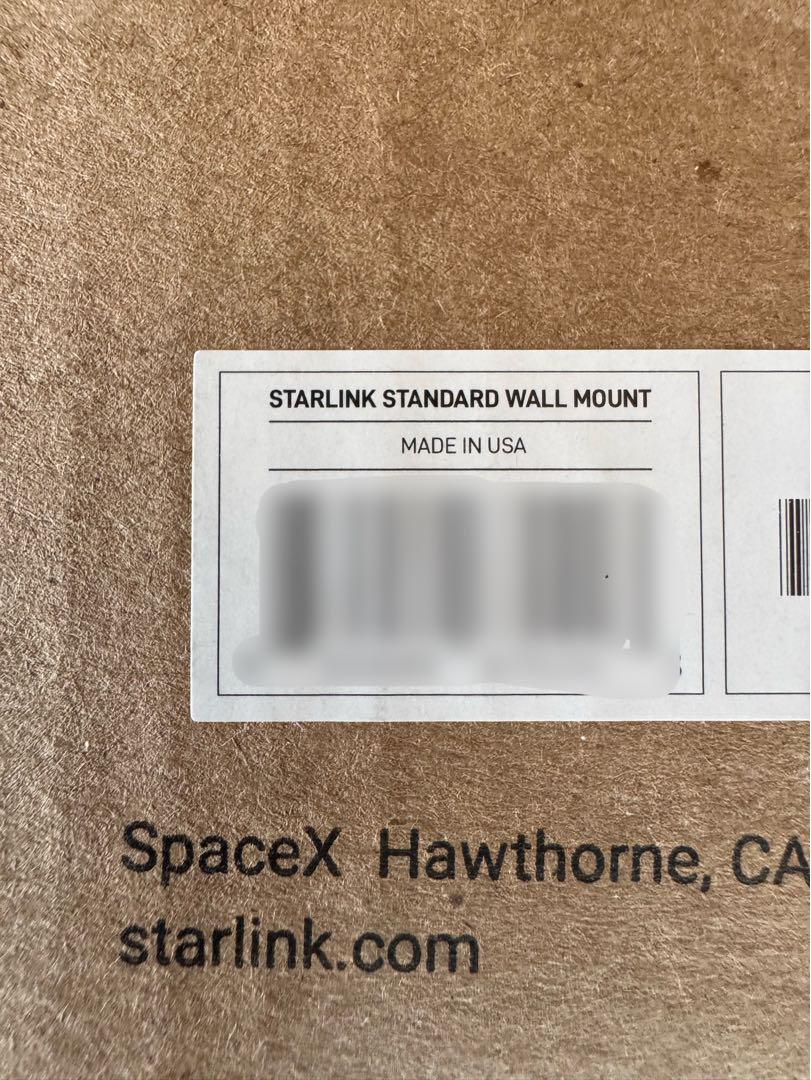 STARLINK STANDARD WALL MOUNT
MADE IN USA
SpaceX Hawthorne, CA
starlink.com